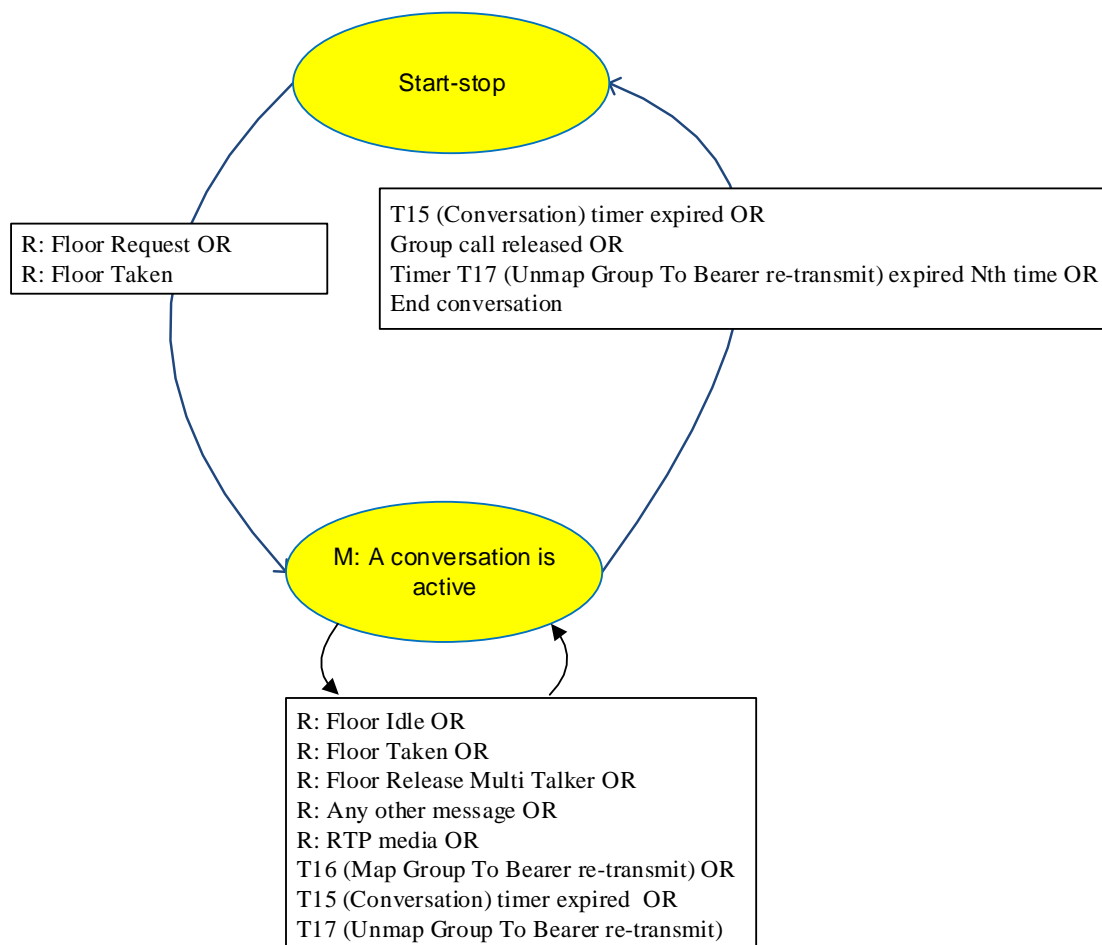 Start-stop
R: Floor Request OR
R: Floor Taken
T15 (Conversation) timer expired OR
Group call released OR
Timer T17 (Unmap Group To Bearer re-transmit) expired Nth time OR
End conversation
M: A conversation is
active
R: Floor Idle OR
R: Floor Taken OR
R: Floor Release Multi Talker OR
R: Any other message OR
R: RTP media OR
T16 (Map Group To Bearer re-transmit) OR
T15 (Conversation) timer expired  OR
T17 (Unmap Group To Bearer re-transmit)